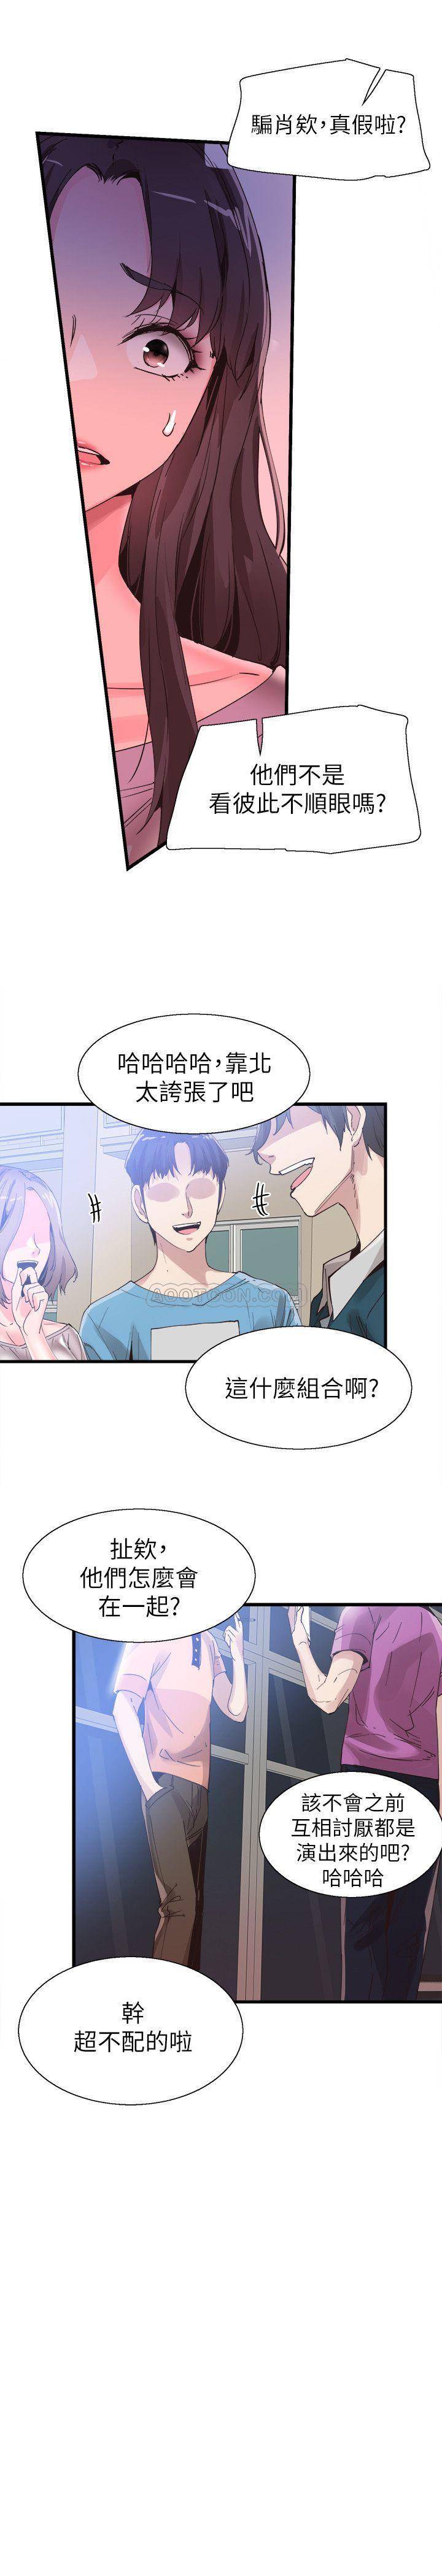 騙肖欸,真假啦?
他們不是
看彼此不順眼嗎?
哈哈哈哈,靠北
太誇張了吧
這什麼組合啊?
扯欸,
他們怎麼會
在一起?
該不會之前
互相討厭都是
演出來的吧?
哈哈哈
幹
超不配的啦